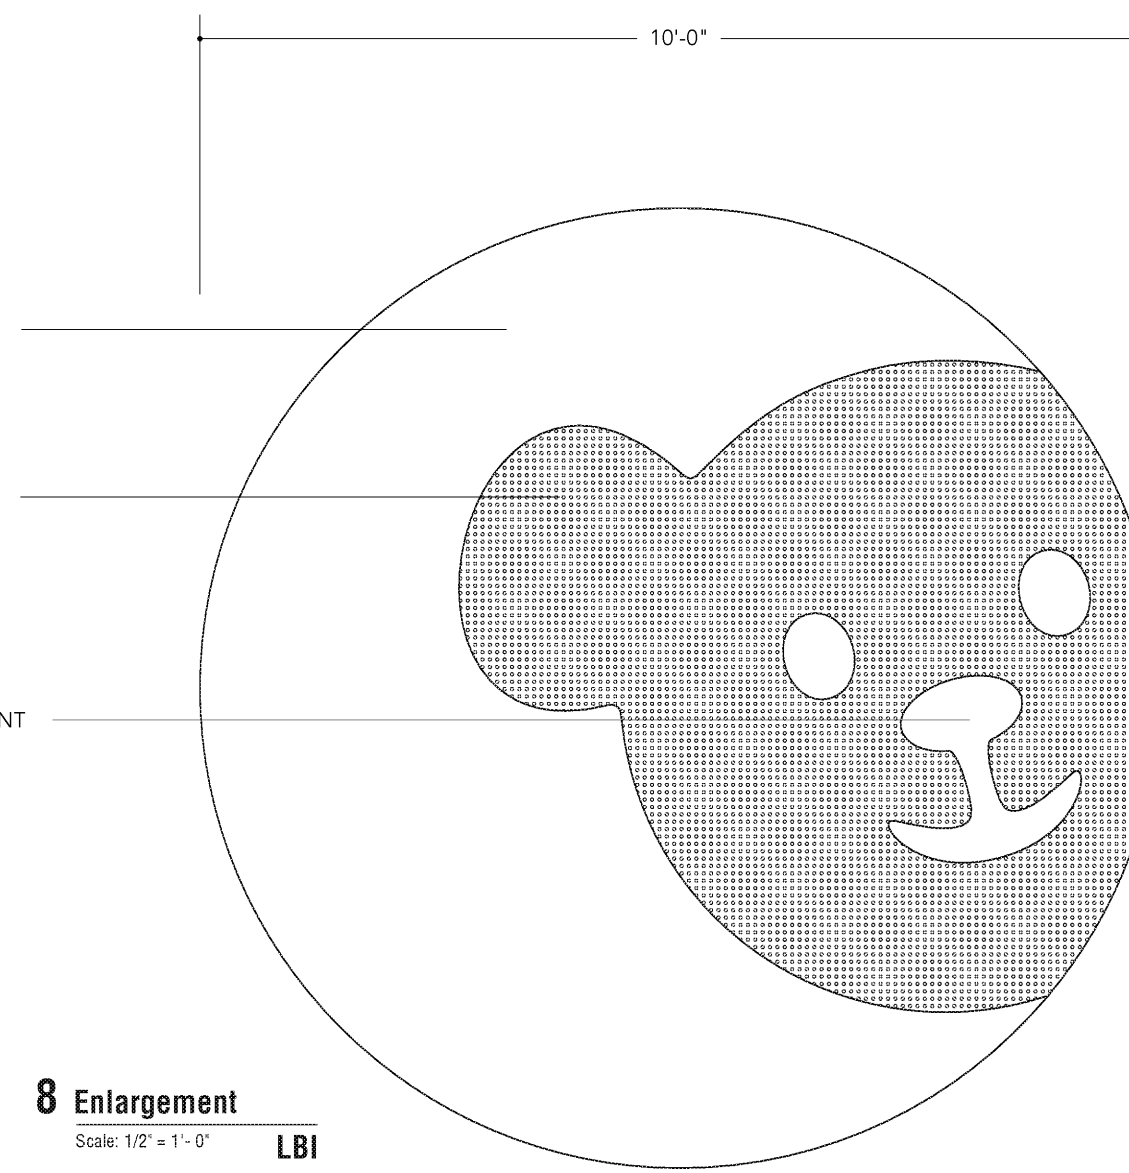 10'-0"
NT
8 Enlargement
Scale: 1/2" = 1'- 0"
LBI